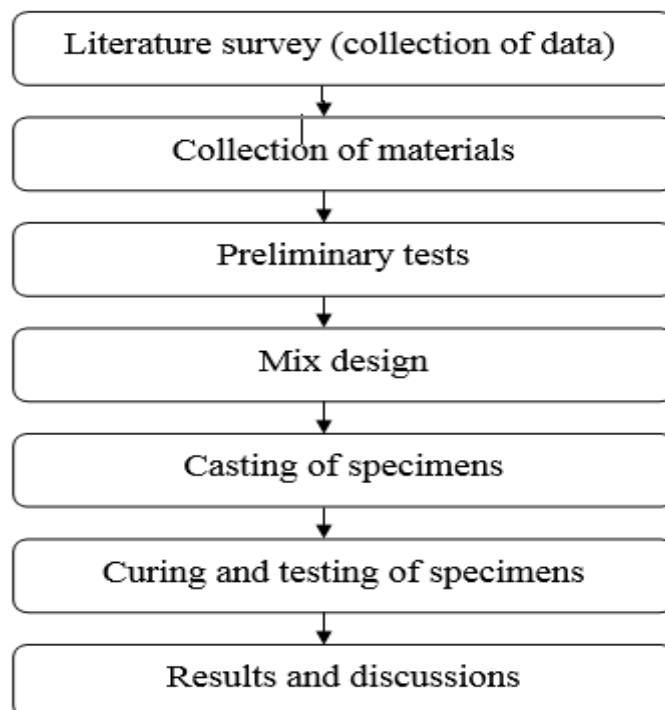 Literature survey (collection of data)
Collection of materials
Preliminary tests
Mix design
Casting of specimens
Curing and testing of specimens
Results and discussions